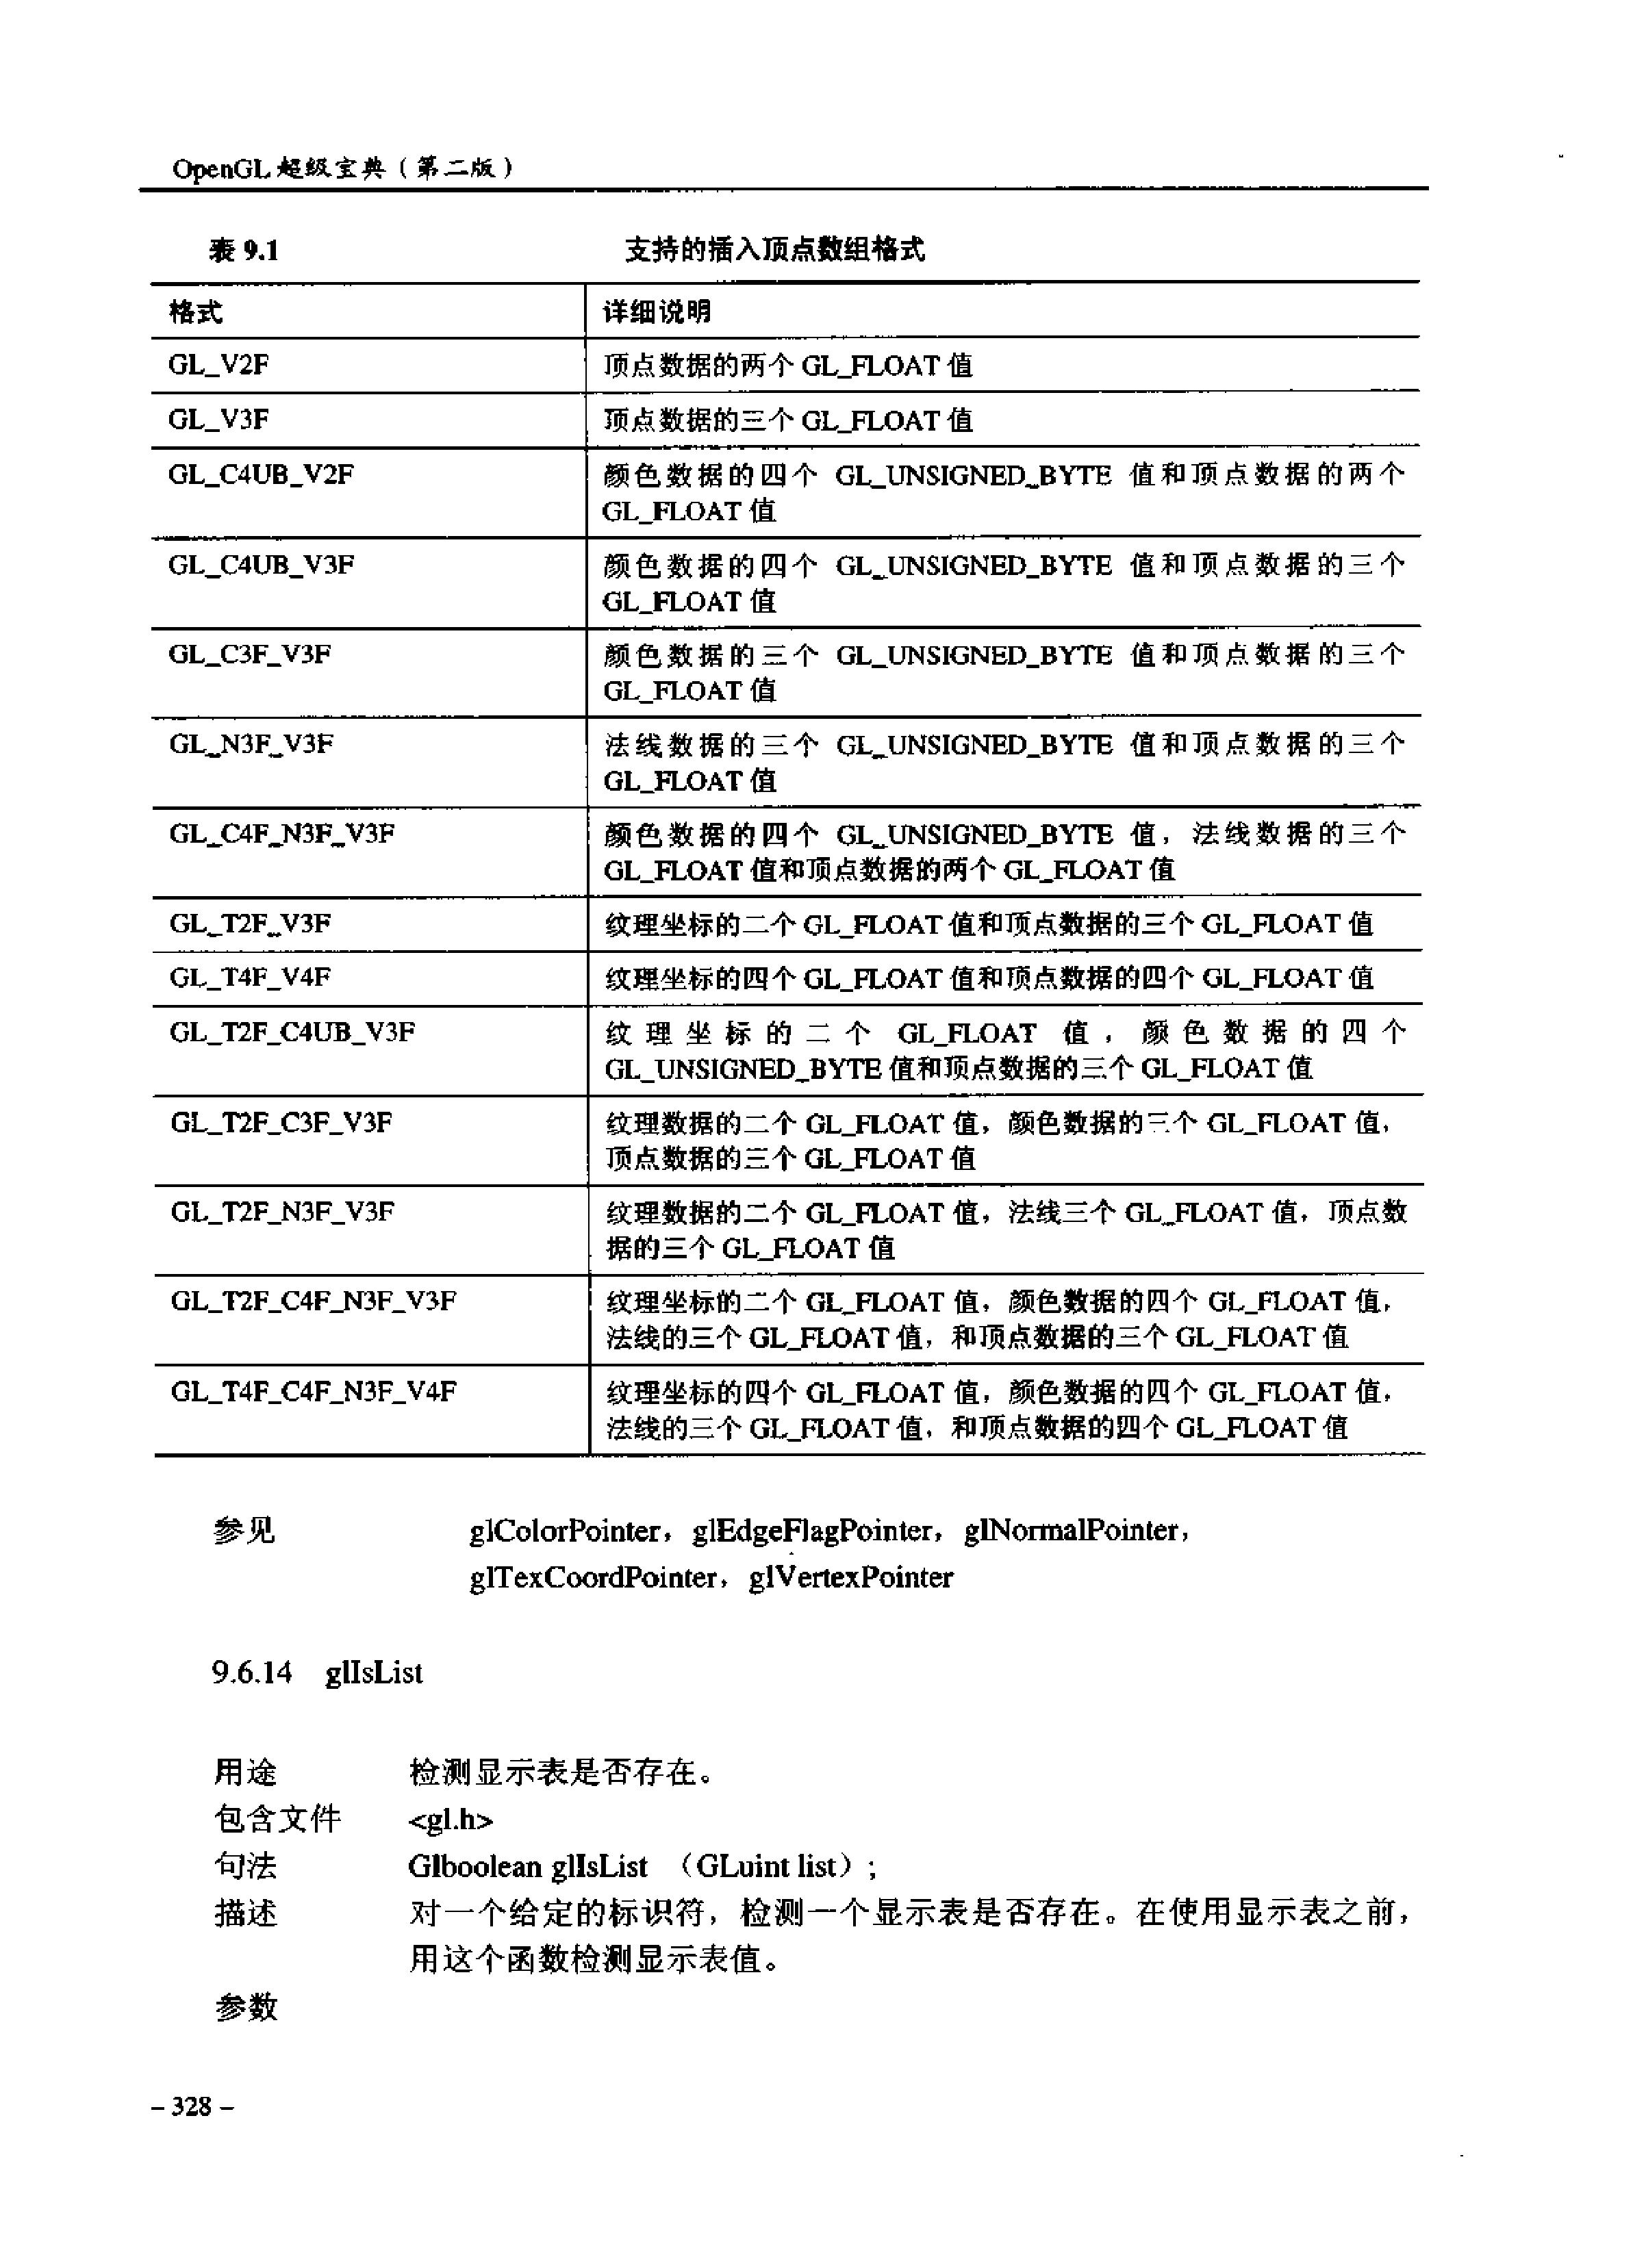 OpenGL 超级宝典（第二版）
表 9.1 支持的插入顶点数组格式
格式 详细说明
GL_V2F 顶点数据的两个 GL_FLOAT 值
GL_V3F 顶点数据的三个 GL_FLOAT 值
GL_C4UB_V2F 颜色数据的四个 GL_UNSIGNED_BYTE 值和顶点数据的两个
GL_FLOAT 值
GL_C4UB_V3F 颜色数据的四个 GL_UNSIGNED_BYTE 值和顶点数据的三个
GL_FLOAT 值
GL_C3F_V3F 颜色数据的三个 GL_UNSIGNED_BYTE 值和顶点数据的三个
GL_FLOAT 值
GL_N3F_V3F 法线数据的三个 GL_UNSIGNED_BYTE 值和顶点数据的三个
GL_FLOAT 值
GL_C4F_N3F_V3F 颜色数据的四个 GL_UNSIGNED_BYTE 值，法线数据的三个
GL_FLOAT 值和顶点数据的两个 GL_FLOAT 值
GL_T2F_V3F 纹理坐标的二个 GL_FLOAT 值和顶点数据的三个 GL_FLOAT 值
GL_T4F_V4F 纹理坐标的四个 GL_FLOAT 值和顶点数据的四个 GL_FLOAT 值
GL_T2F_C4UB_V3F 纹理坐标的二个 GL_FLOAT 值，颜色数据的四个
GL_UNSIGNED_BYTE 值和顶点数据的三个 GL_FLOAT 值
GL_T2F_C3F_V3F 纹理数据的二个 GL_FLOAT 值，颜色数据的三个 GL_FLOAT 值，
顶点数据的三个 GL_FLOAT 值
GL_T2F_N3F_V3F 纹理数据的二个 GL_FLOAT 值，法线三个 GL_FLOAT 值，顶点数
据的三个 GL_FLOAT 值
GL_T2F_C4F_N3F_V3F 纹理坐标的二个 GL_FLOAT 值，颜色数据的四个 GL_FLOAT 值，
法线的三个 GL_FLOAT 值，和顶点数据的三个 GL_FLOAT 值
GL_T4F_C4F_N3F_V4F 纹理坐标的四个 GL_FLOAT 值，颜色数据的四个 GL_FLOAT 值，
法线的三个 GL_FLOAT 值，和顶点数据的四个 GL_FLOAT 值
参见 glColorPointer，glEdgeFlagPointer，glNormalPointer，
glTexCoordPointer，glVertexPointer
9.6.14 glIsList
用途 检测显示表是否存在。
包含文件 <gl.h>
句法 Glboolean glIsList （GLuint list）;
描述 对一个给定的标识符，检测一个显示表是否存在。在使用显示表之前，
用这个函数检测显示表值。
参数
– 328 –